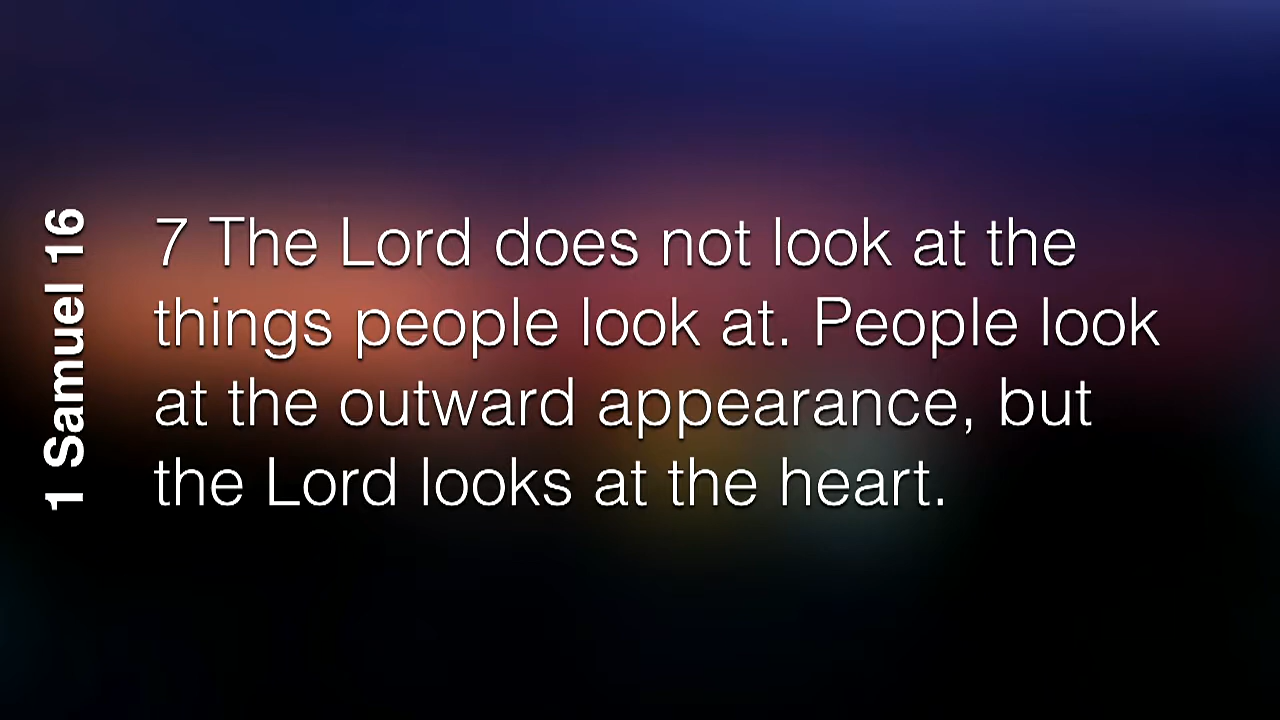 1 Samuel 16
7 The Lord does not look at the
things people look at. People look
at the outward appearance, but
the Lord looks at the heart.